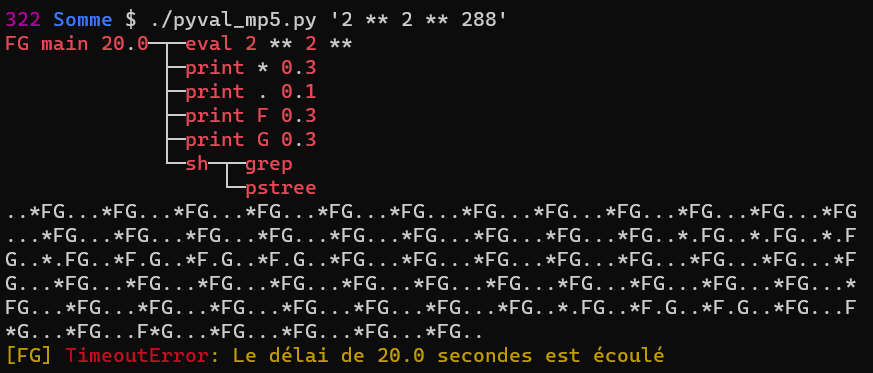 322 Somme $ ./pyval_mp5.py '2 ** 2 ** 288'
FG main 20.0─┬─eval 2 ** 2 **
├─print * 0.3
├─print . 0.1
├─print F 0.3
├─print G 0.3
└─sh─┬─grep
└─pstree
..*FG...*FG...*FG...*FG...*FG...*FG...*FG...*FG...*FG...*FG...*FG...*FG
...*FG...*FG...*FG...*FG...*FG...*FG...*FG...*FG...*FG..*.FG..*.FG..*.F
G..*.FG..*F.G..*F.G..*F.G..*FG...*FG...*FG...*FG...*FG...*FG...*FG...*F
G...*FG...*FG...*FG...*FG...*FG...*FG...*FG...*FG...*FG...*FG...*FG...*
FG...*FG...*FG...*FG...*FG...*FG...*FG..*.FG..*F.G..*F.G..*FG...*FG...F
*G...*FG...F*G...*FG...*FG...*FG...*FG..
[FG] TimeoutError: Le délai de 20.0 secondes est écoulé